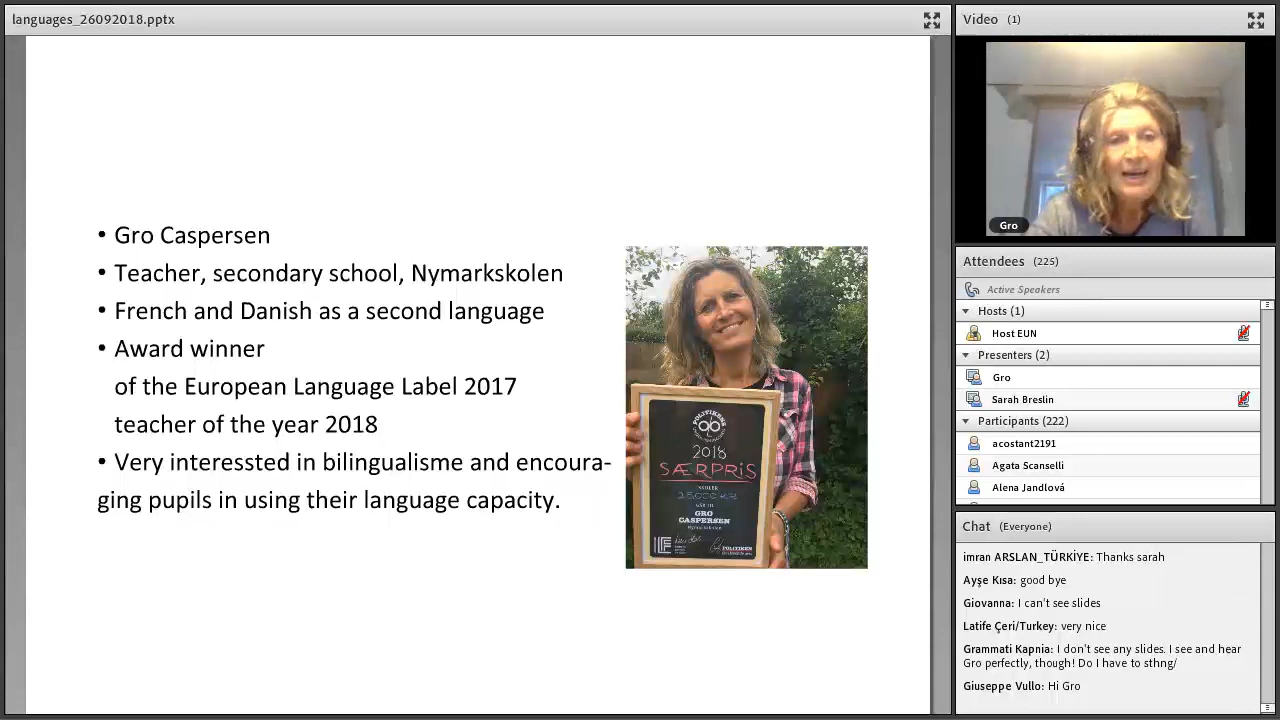 languages_26092018.pptx
• Gro Caspersen
• Teacher, secondary school, Nymarkskolen
• French and Danish as a second language
• Award winner
of the European Language Label 2017
teacher of the year 2018
• Very interessted in bilingualisme and encoura-
ging pupils in using their language capacity.
POLITIKENS
2018
SÆRPRIS
GRO
CASPERSEN
POLITIKEN
Video (1)
Gro
Attendees (225)
Active Speakers
Hosts (1)
Host EUN
Presenters (2)
Gro
Sarah Breslin
Participants (222)
acostant2191
Agata Scanselli
Alena Jandlová
Chat (Everyone)
imran ARSLAN_TÜRKİYE: Thanks sarah
Ayşe Kısa: good bye
Giovanna: I can't see slides
Latife Çeri/Turkey: very nice
Grammati Kapnia: I don't see any slides. I see and hear
Gro perfectly, though! Do I have to sthng/
Giuseppe Vullo: Hi Gro